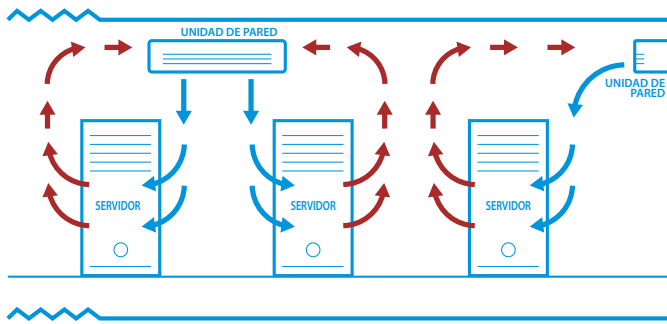 UNIDAD DE PARED
UNIDAD DE
PARED
SERVIDOR
SERVIDOR
SERVIDOR